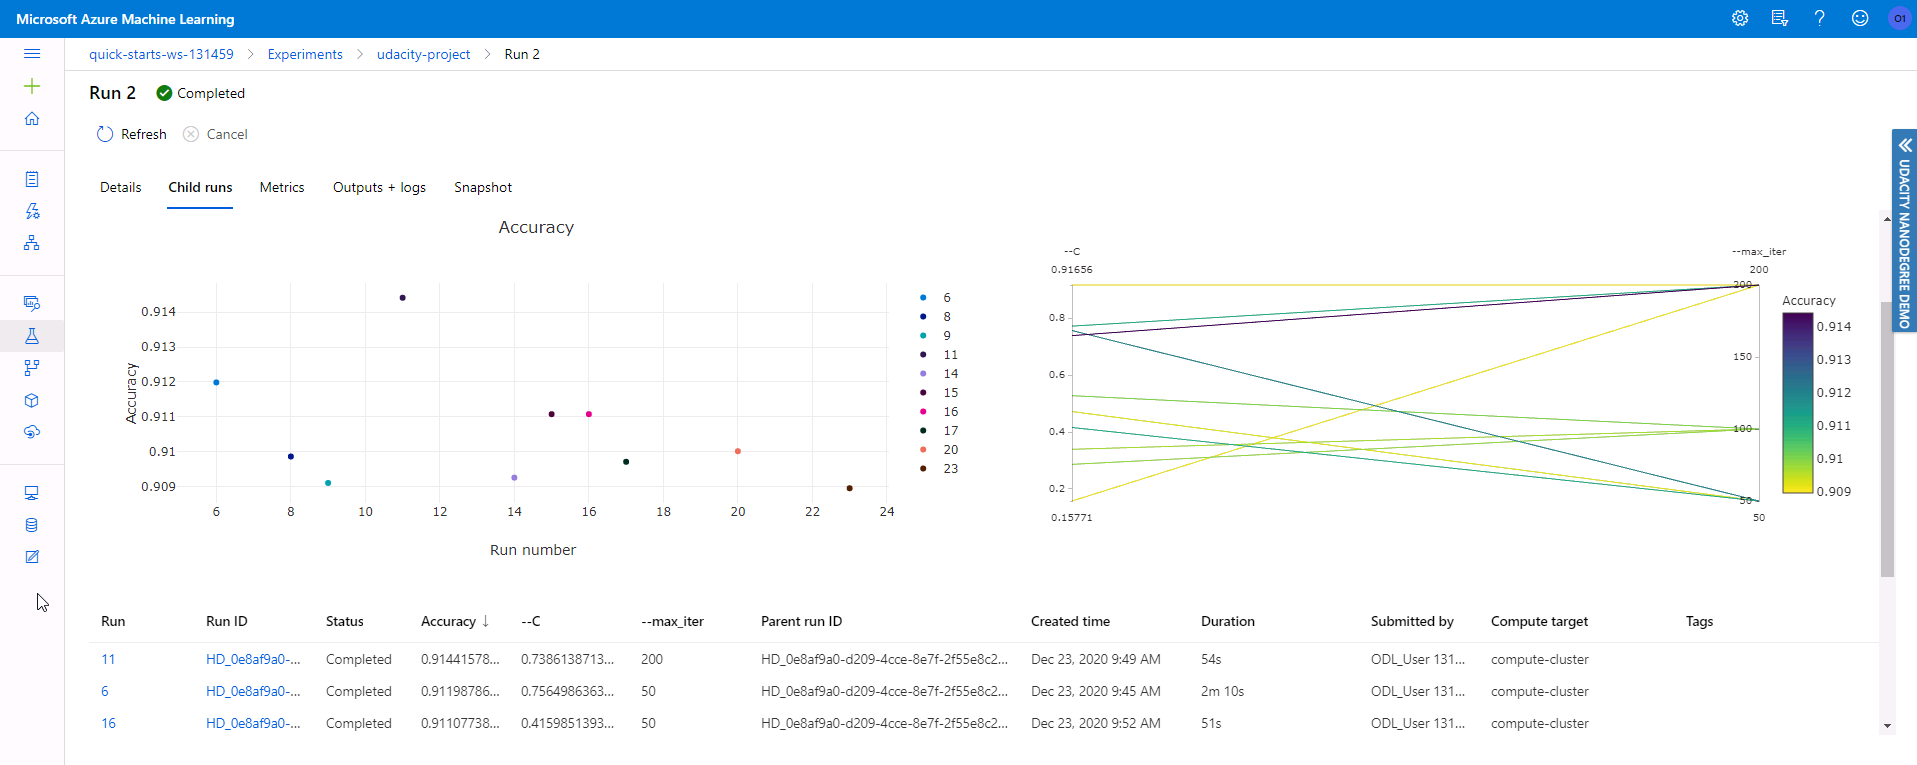 Microsoft Azure Machine Learning
O1
quick-starts-ws-131459 > Experiments > udacity-project > Run 2
Run 2 Completed
Refresh Cancel
Details Child runs Metrics Outputs + logs Snapshot
UDACITY NANODEGREE DEMO
Accuracy
Accuracy
0.914
0.913
0.912
0.911
0.91
0.909
6 8 10 12 14 16 18 20 22 24
Run number
6
8
9
11
14
15
16
17
20
23
--C --max_iter
0.91656 200
0.8
0.6
0.4
0.2
0.15771
200
150
100
50
50
Accuracy
0.914
0.913
0.912
0.911
0.91
0.909
Run Run ID Status Accuracy ↓ --C --max_iter Parent run ID Created time Duration Submitted by Compute target Tags
11 HD_0e8af9a0-... Completed 0.91441578... 0.7386138713... 200 HD_0e8af9a0-d209-4cce-8e7f-2f55e8c2... Dec 23, 2020 9:49 AM 54s ODL_User 131... compute-cluster
6 HD_0e8af9a0-... Completed 0.91198786... 0.7564986363... 50 HD_0e8af9a0-d209-4cce-8e7f-2f55e8c2... Dec 23, 2020 9:45 AM 2m 10s ODL_User 131... compute-cluster
16 HD_0e8af9a0-... Completed 0.91107738... 0.4159851393... 50 HD_0e8af9a0-d209-4cce-8e7f-2f55e8c2... Dec 23, 2020 9:52 AM 51s ODL_User 131... compute-cluster